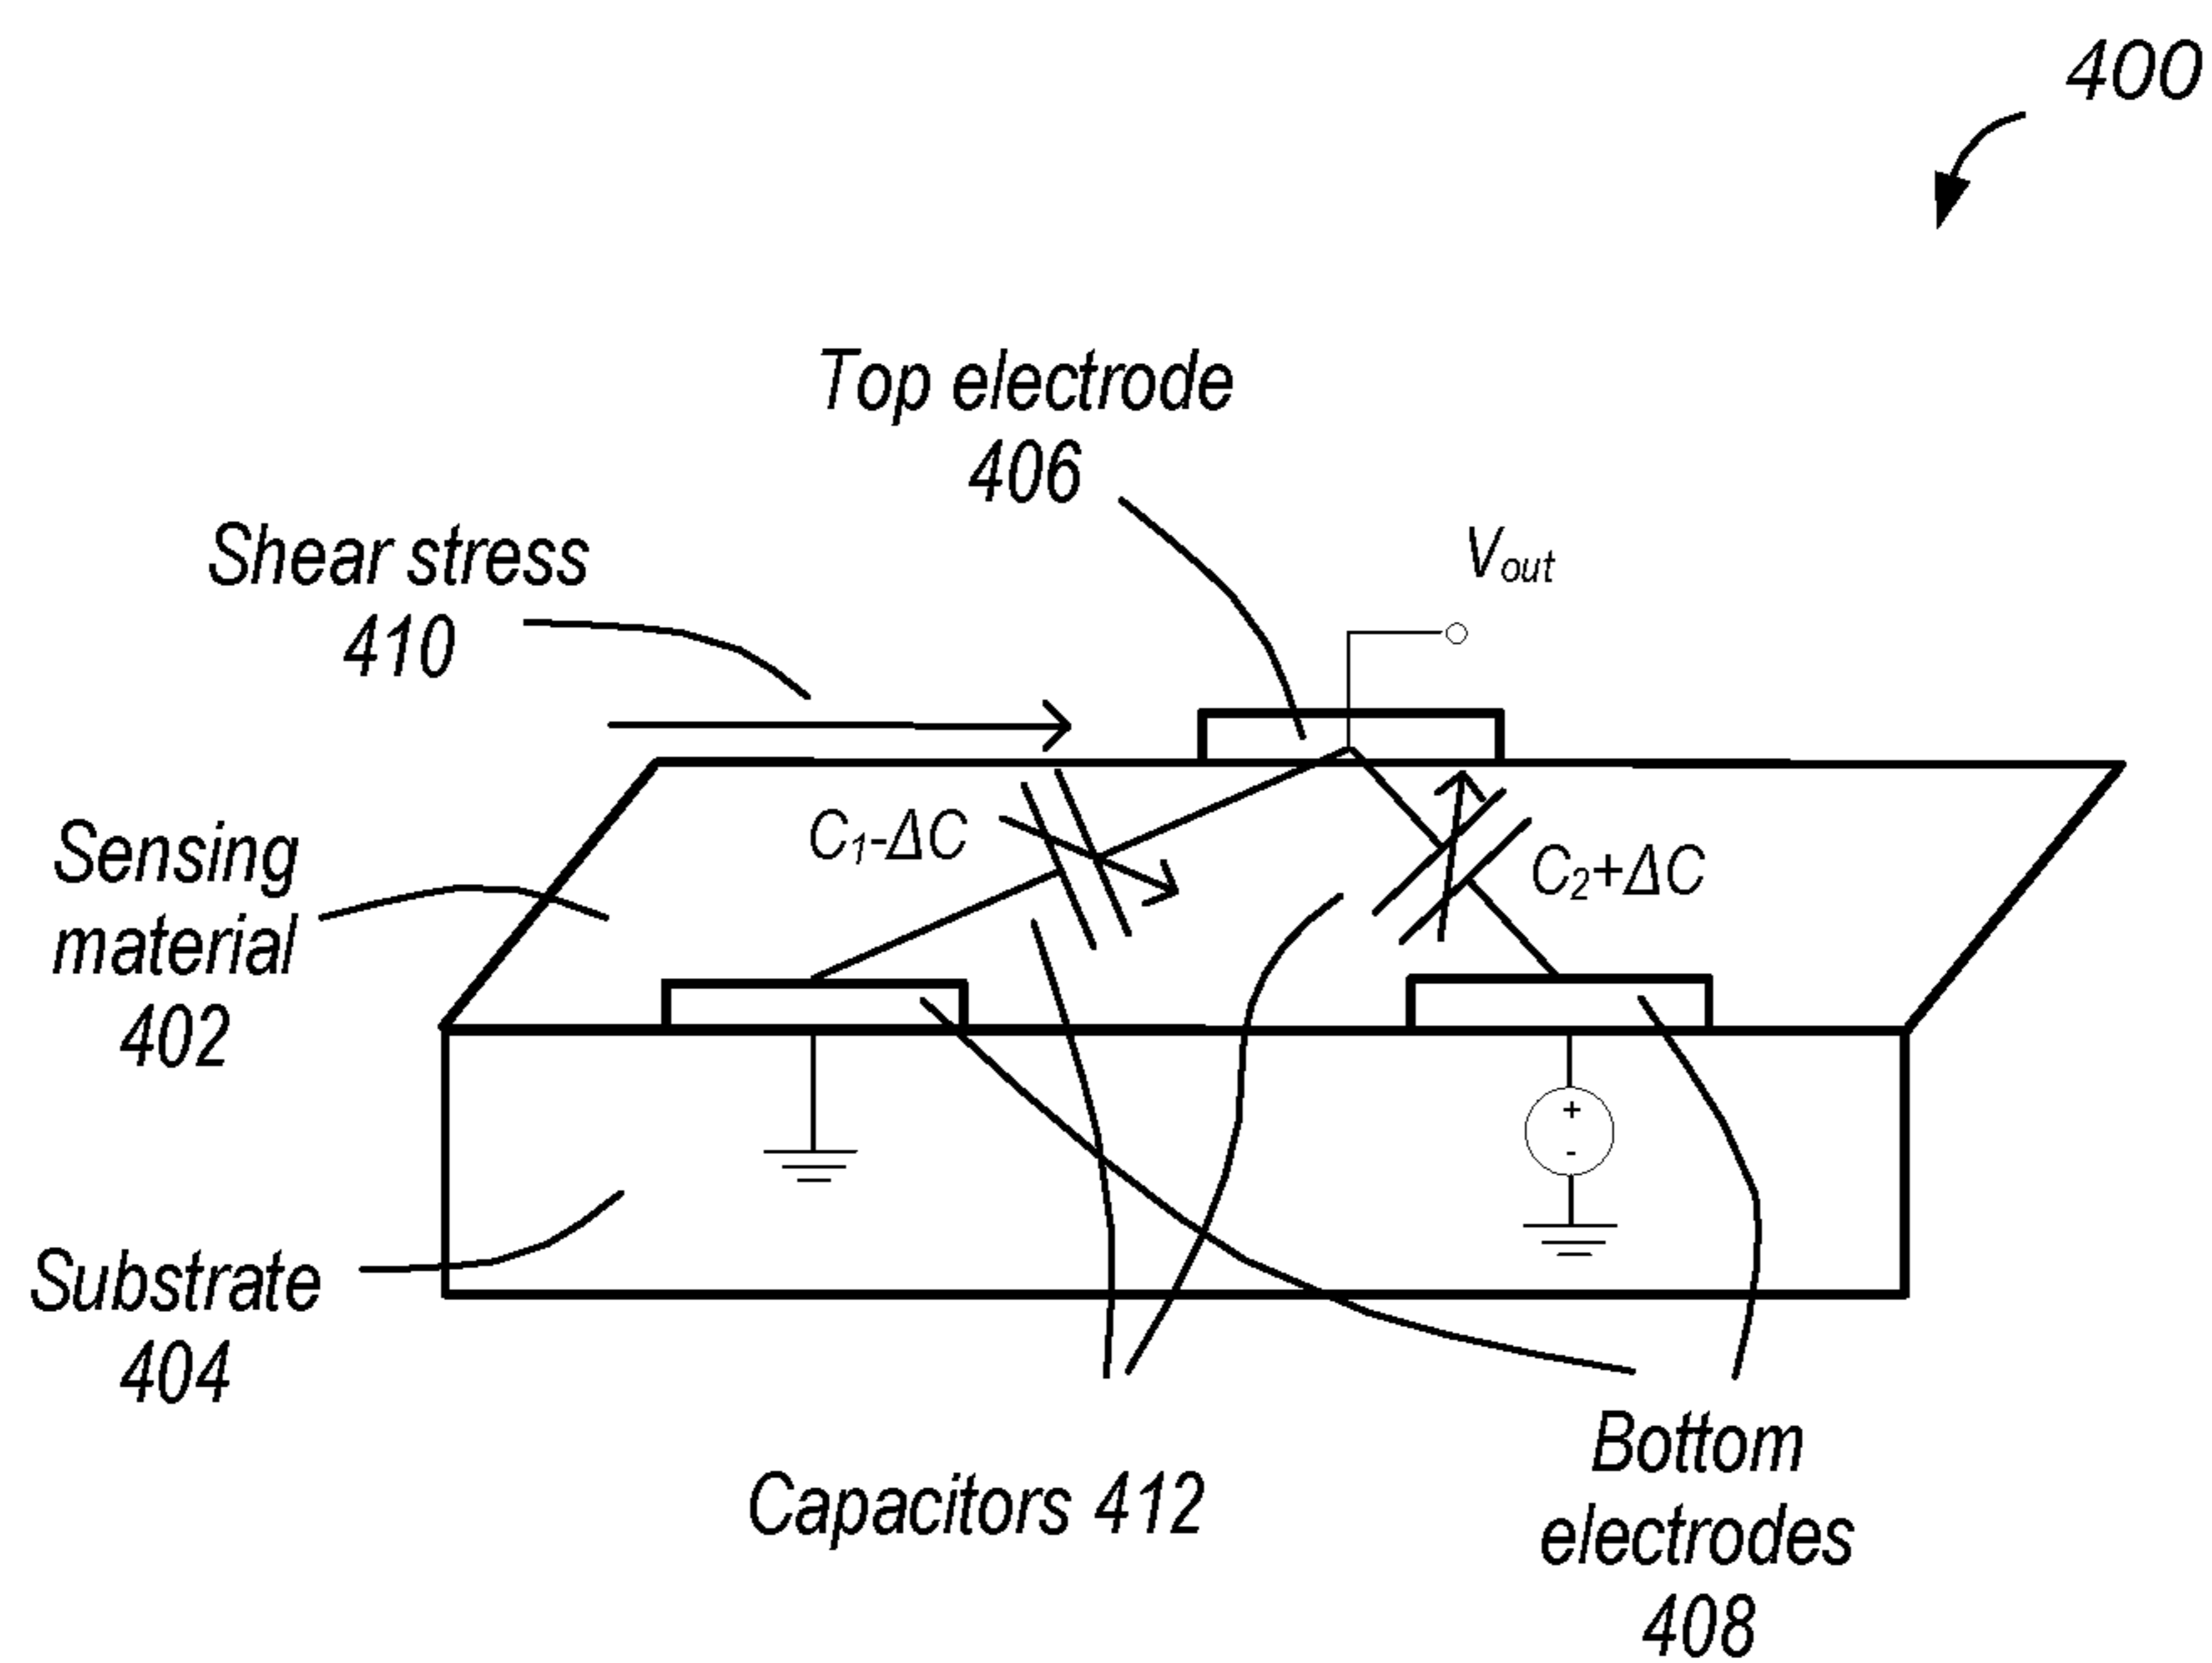 400
Top electrode
406
Shear stress
410
Vout
Sensing
material
402
C1-ΔC
C2+ΔC
+
-
Substrate
404
Capacitors 412
Bottom
electrodes
408